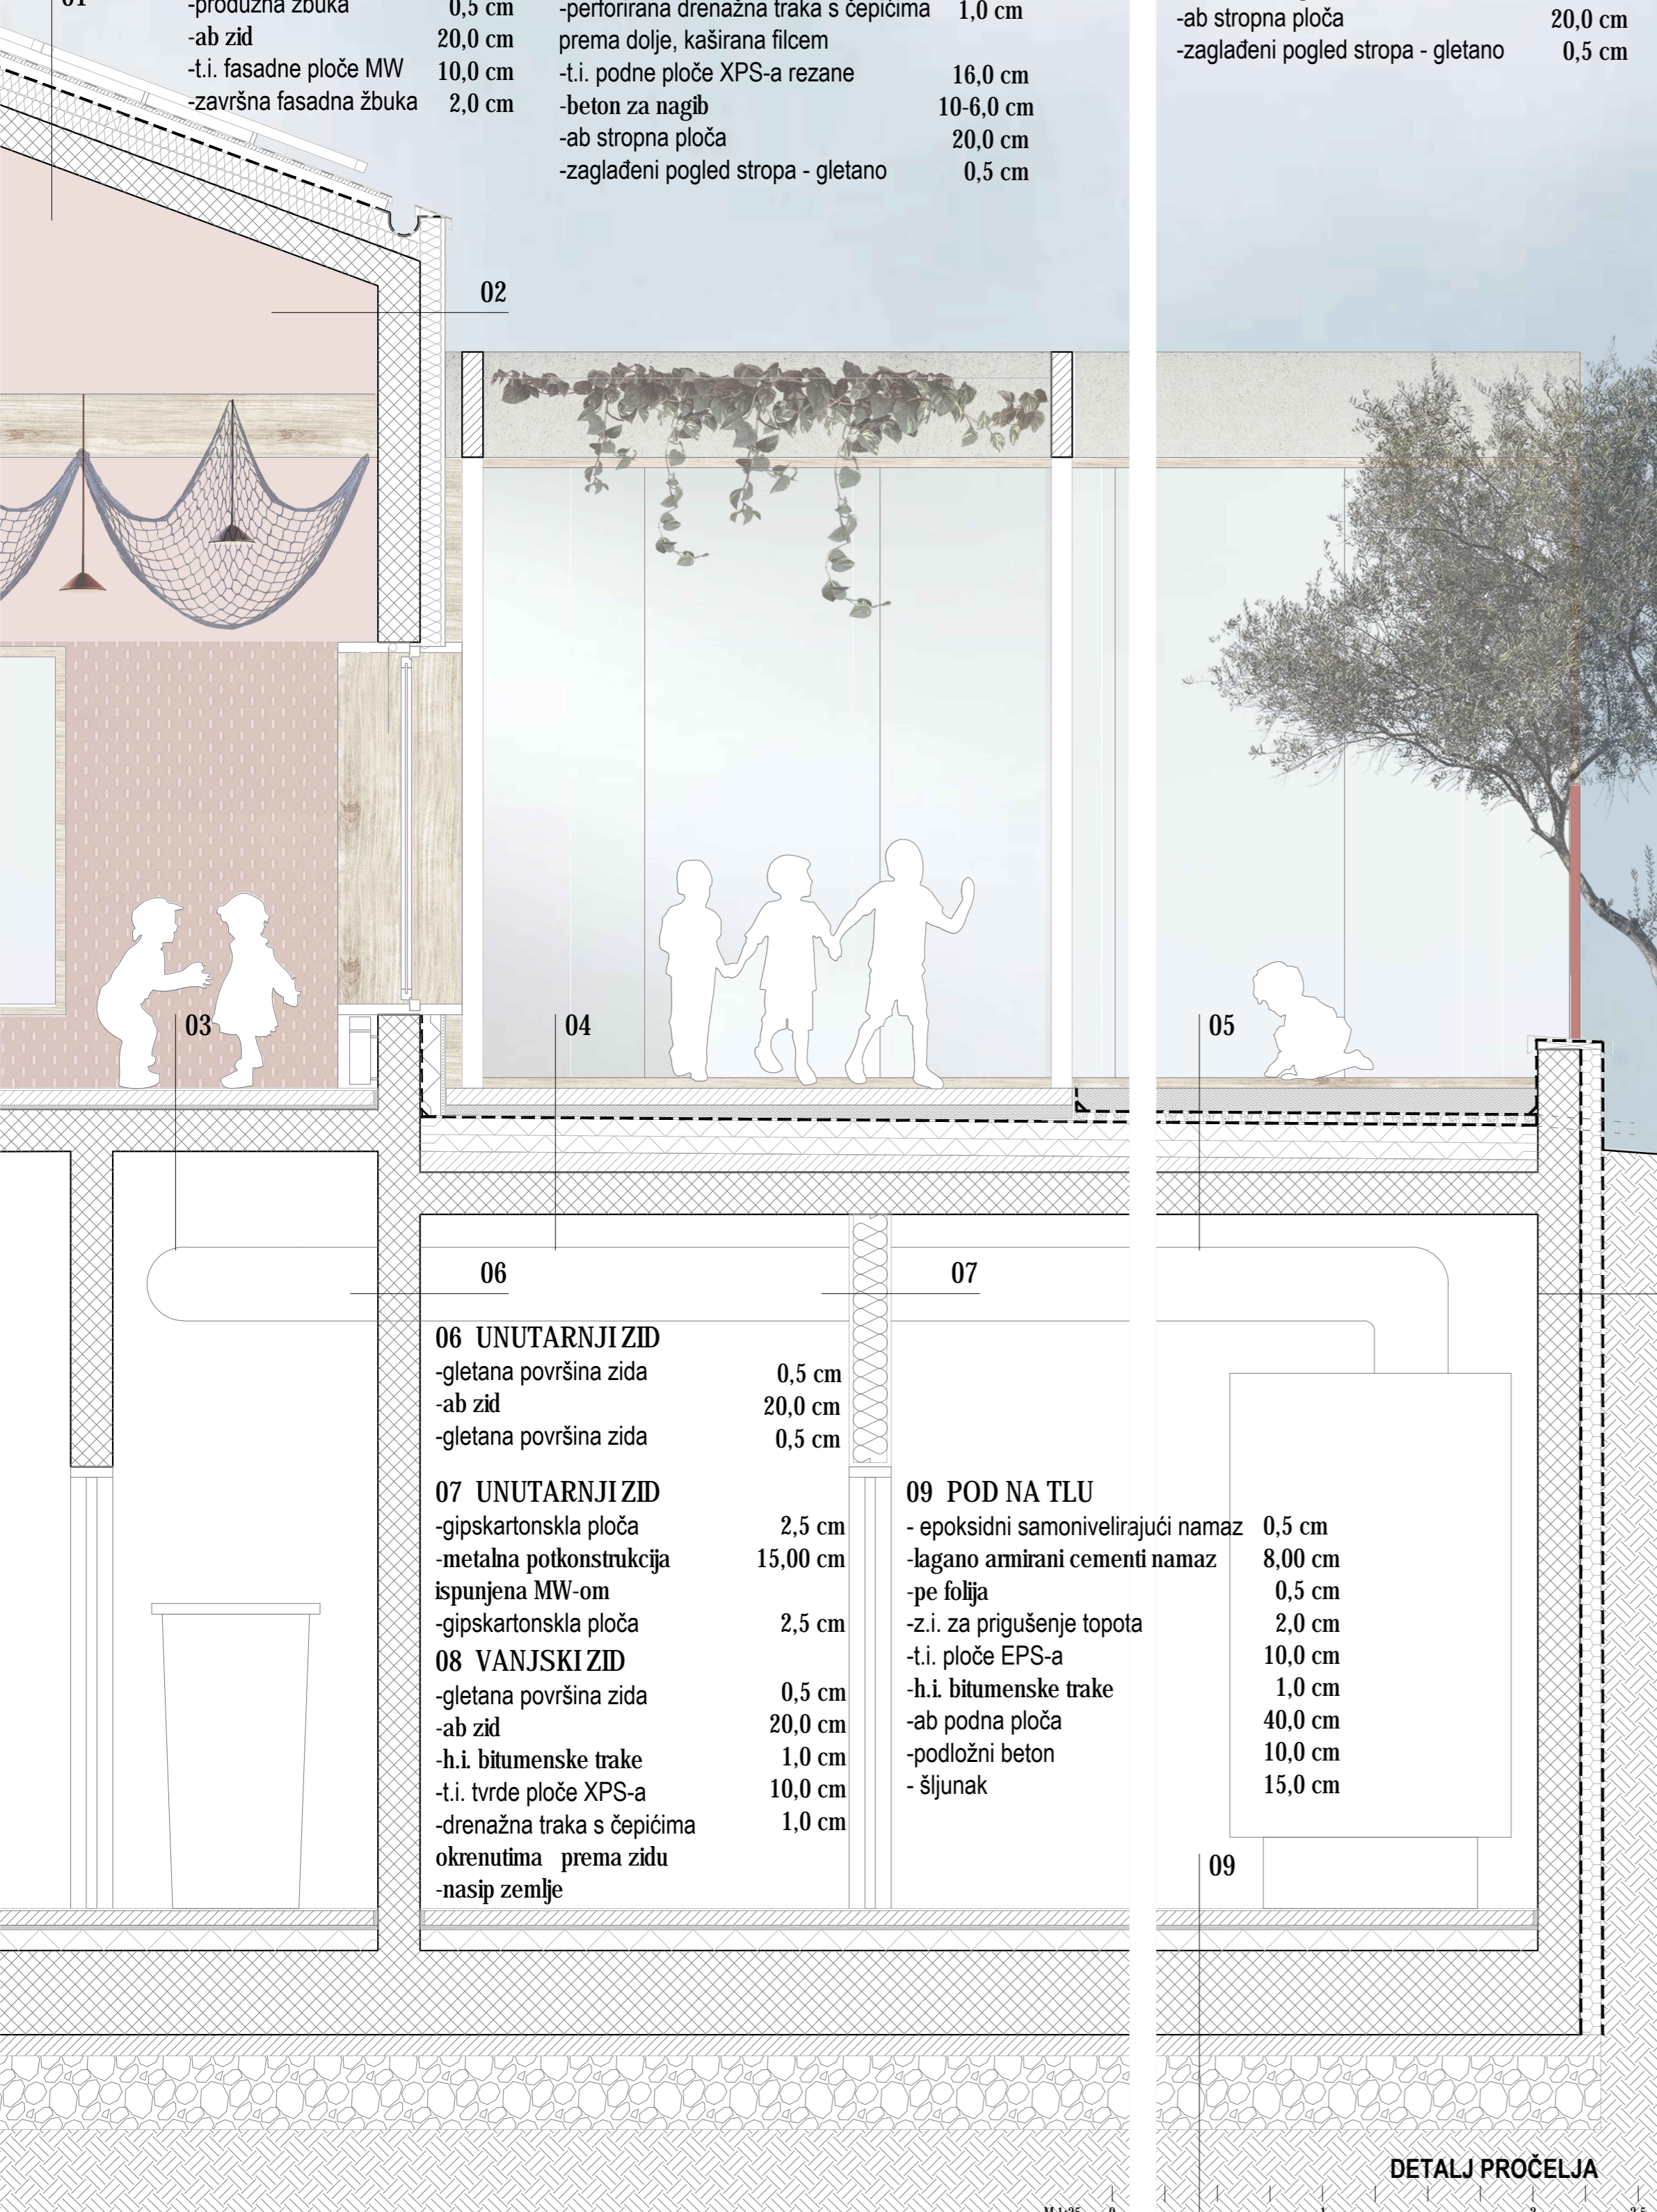 01
-produžna žbuka 0,5 cm
-ab zid 20,0 cm
-t.i. fasadne ploče MW 10,0 cm
-završna fasadna žbuka 2,0 cm
-perforirana drenažna traka s čepićima 1,0 cm
prema dolje, kaširana filcem
-t.i. podne ploče XPS-a rezane 16,0 cm
-beton za nagib 10-6,0 cm
-ab stropna ploča 20,0 cm
-zaglađeni pogled stropa - gletano 0,5 cm
-ab stropna ploča 20,0 cm
-zaglađeni pogled stropa - gletano 0,5 cm
02
03
04
05
06
07
06 UNUTARNJI ZID
-gletana površina zida 0,5 cm
-ab zid 20,0 cm
-gletana površina zida 0,5 cm
07 UNUTARNJI ZID
-gipskartonskla ploča 2,5 cm
-metalna potkonstrukcija 15,00 cm
ispunjena MW-om
-gipskartonskla ploča 2,5 cm
08 VANJSKI ZID
-gletana površina zida 0,5 cm
-ab zid 20,0 cm
-h.i. bitumenske trake 1,0 cm
-t.i. tvrde ploče XPS-a 10,0 cm
-drenažna traka s čepićima 1,0 cm
okrenutima prema zidu
-nasip zemlje
09 POD NA TLU
- epoksidni samonivelirajući namaz 0,5 cm
-lagano armirani cementi namaz 8,00 cm
-pe folija 0,5 cm
-z.i. za prigušenje topota 2,0 cm
-t.i. ploče EPS-a 10,0 cm
-h.i. bitumenske trake 1,0 cm
-ab podna ploča 40,0 cm
-podložni beton 10,0 cm
- šljunak 15,0 cm
09
DETALJ PROČELJA